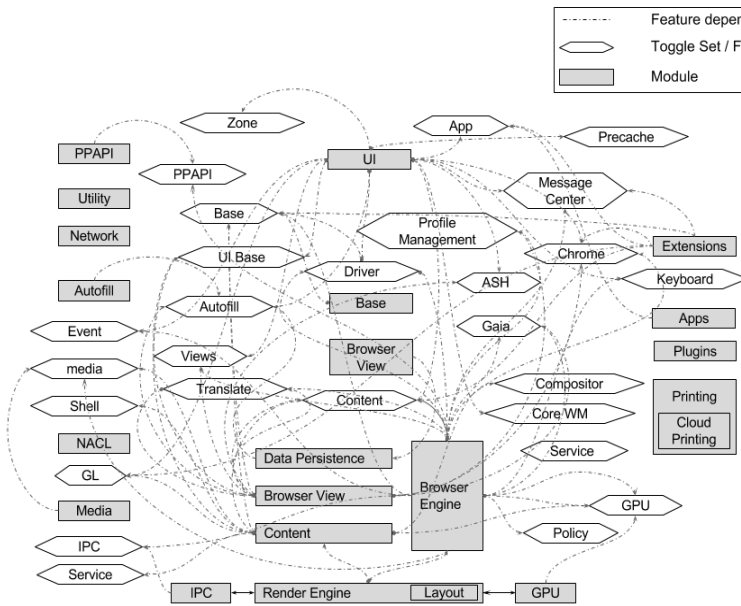 Feature depen
Toggle Set / F
Module
Zone
App
Precache
PPAPI
UI
PPAPI
Message
Center
Utility
Base
Profile
Management
Network
UI Base
Chrome
Extensions
Driver
ASH
Keyboard
Autofill
Base
Autofill
Apps
Event
Gaia
Views
Browser
View
Plugins
media
Translate
Compositor
Printing
Shell
Content
Core WM
Cloud
Printing
NACL
Data Persistence
Service
GL
Browser View
Browser
Engine
Media
GPU
Content
Policy
IPC
Service
IPC
Render Engine
Layout
GPU